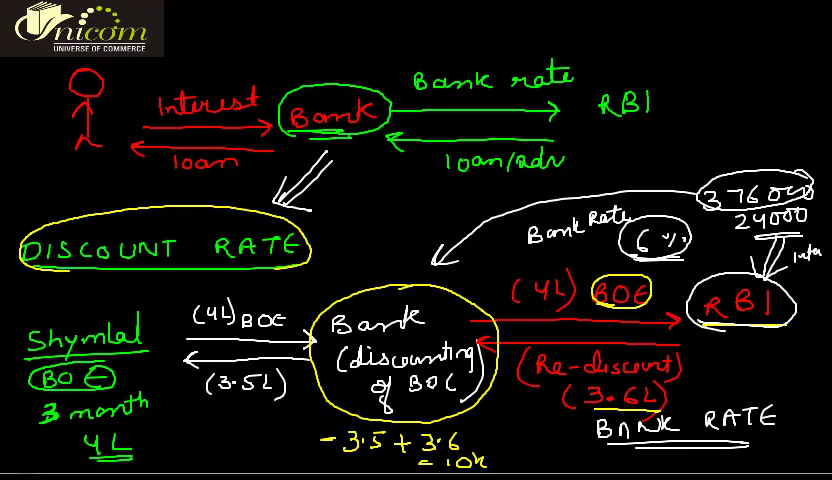 Unicom
UNIVERSE OF COMMERCE
Interest
loan
Bank
Bank rate
loan/adv
RBI
DISCOUNT RATE
376000
24000
Bank Rate
6%
Shymlal
BOE
3 month
4L
(4L) BOE
(3.5L)
Bank
(discounting
of BOE)
(4L) BOE
(Re-discount)
(3.6L)
RBI
BANK RATE
- 3.5 + 3.6
= 10k